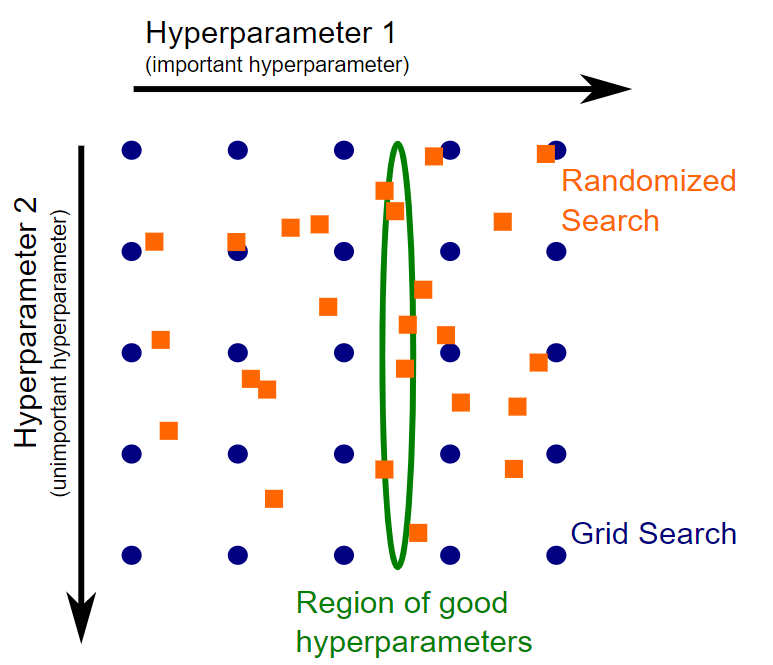 Hyperparameter 1
(important hyperparameter)
Hyperparameter 2
(unimportant hyperparameter)
Randomized
Search
Grid Search
Region of good
hyperparameters